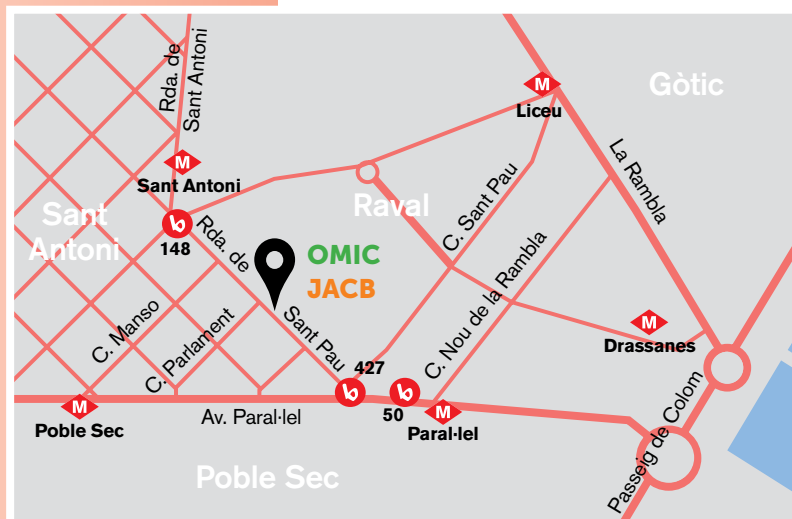 Gòtic
Rda. de
Sant Antoni
M
Liceu
La Rambla
M
Sant Antoni
C. Sant Pau
Raval
Sant
Antoni
b
148
Rda. de
Sant Pau
OMIC
JACB
C. Nou de la Rambla
C. Manso
C. Parlament
M
Drassanes
427
b
b
50
M
Poble Sec
Av. Paral·lel
M
Paral·lel
Passeig de Colom
Poble Sec